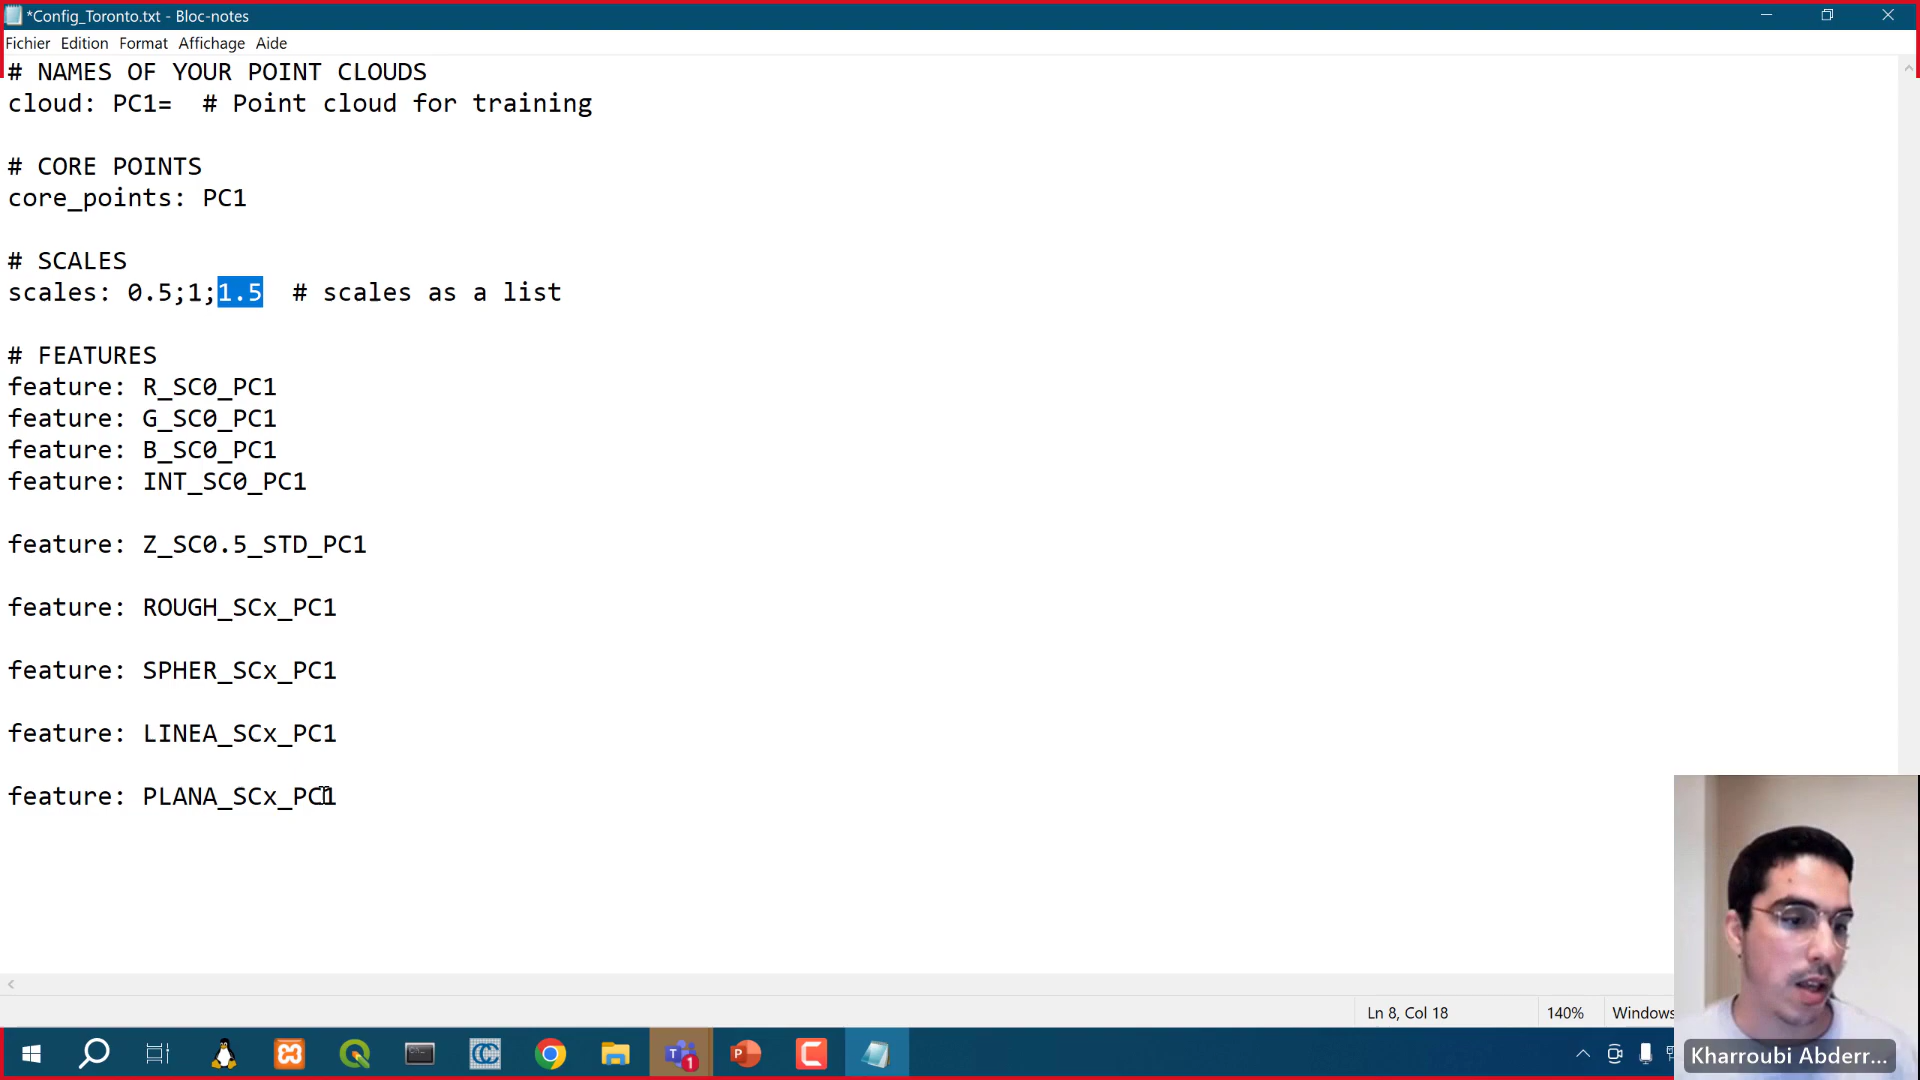 *Config_Toronto.txt - Bloc-notes
Fichier Edition Format Affichage Aide
# NAMES OF YOUR POINT CLOUDS
cloud: PC1=  # Point cloud for training
# CORE POINTS
core_points: PC1
# SCALES
scales: 0.5;1;1.5  # scales as a list
# FEATURES
feature: R_SC0_PC1
feature: G_SC0_PC1
feature: B_SC0_PC1
feature: INT_SC0_PC1
feature: Z_SC0.5_STD_PC1
feature: ROUGH_SCx_PC1
feature: SPHER_SCx_PC1
feature: LINEA_SCx_PC1
feature: PLANA_SCx_PC1
Ln 8, Col 18 140% Windows
1
Kharroubi Abderr...